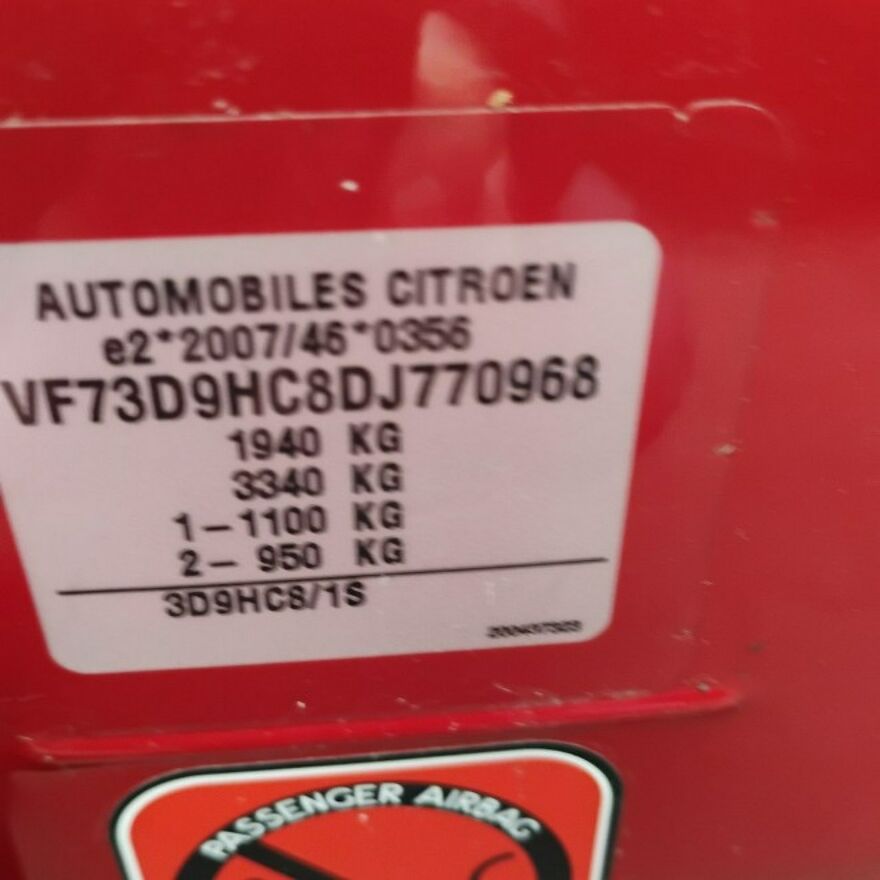 AUTOMOBILES CITROEN
e2*2007/46*0356
VF73D9HC8DJ770968
1940 KG
3340 KG
1-1100 KG
2- 950 KG
3D9HC8/1S
PASSENGER AIRBAG